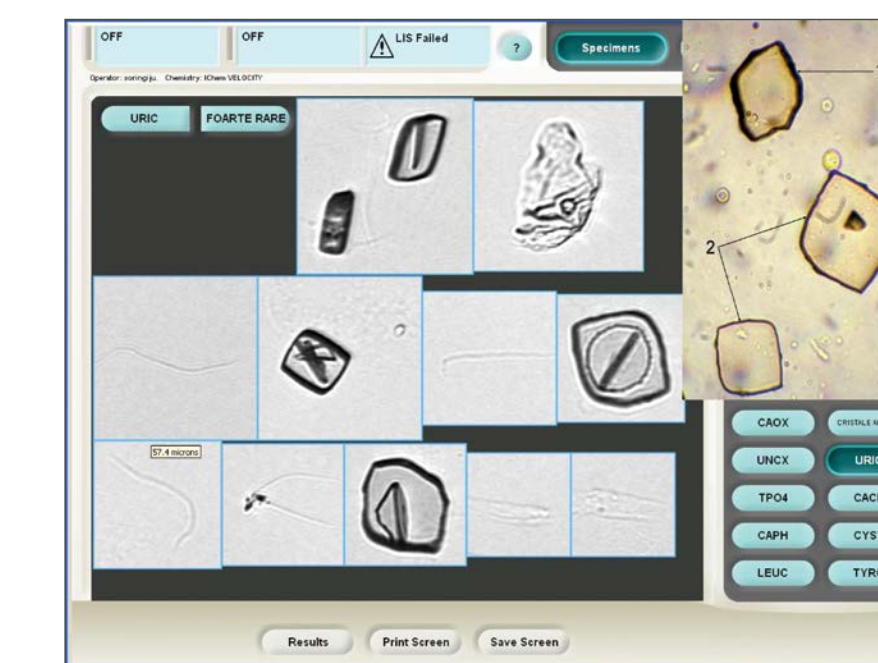 OFF
OFF
LIS Failed
?
Specimens
Operator: soringiju. Chemistry: IChem VELOCITY
URIC
FOARTE RARE
2
57.4 microns
CAOX
UNCX
URIC
TPO4
CAPH
LEUC
Results
Print Screen
Save Screen